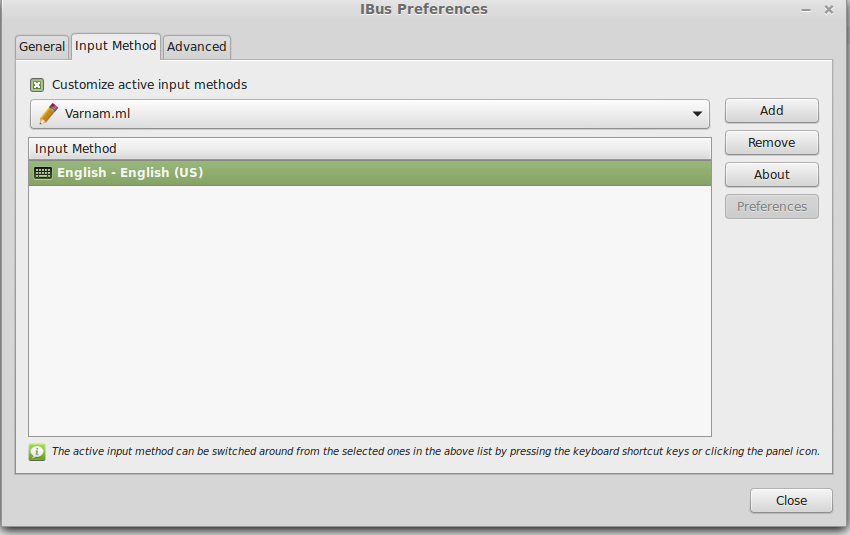 IBus Preferences
General
Input Method
Advanced
Customize active input methods
Varnam.ml
Add
Input Method
Remove
English - English (US)
About
Preferences
The active input method can be switched around from the selected ones in the above list by pressing the keyboard shortcut keys or clicking the panel icon.
Close